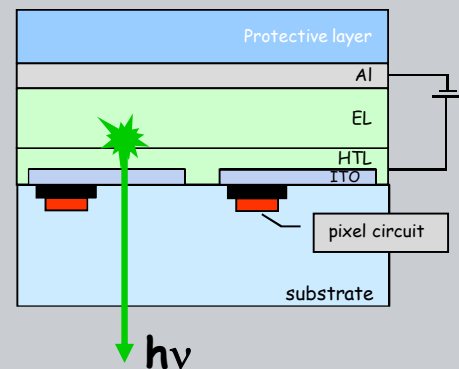 Protective layer
Al
EL
HTL
ITO
pixel circuit
substrate
hν